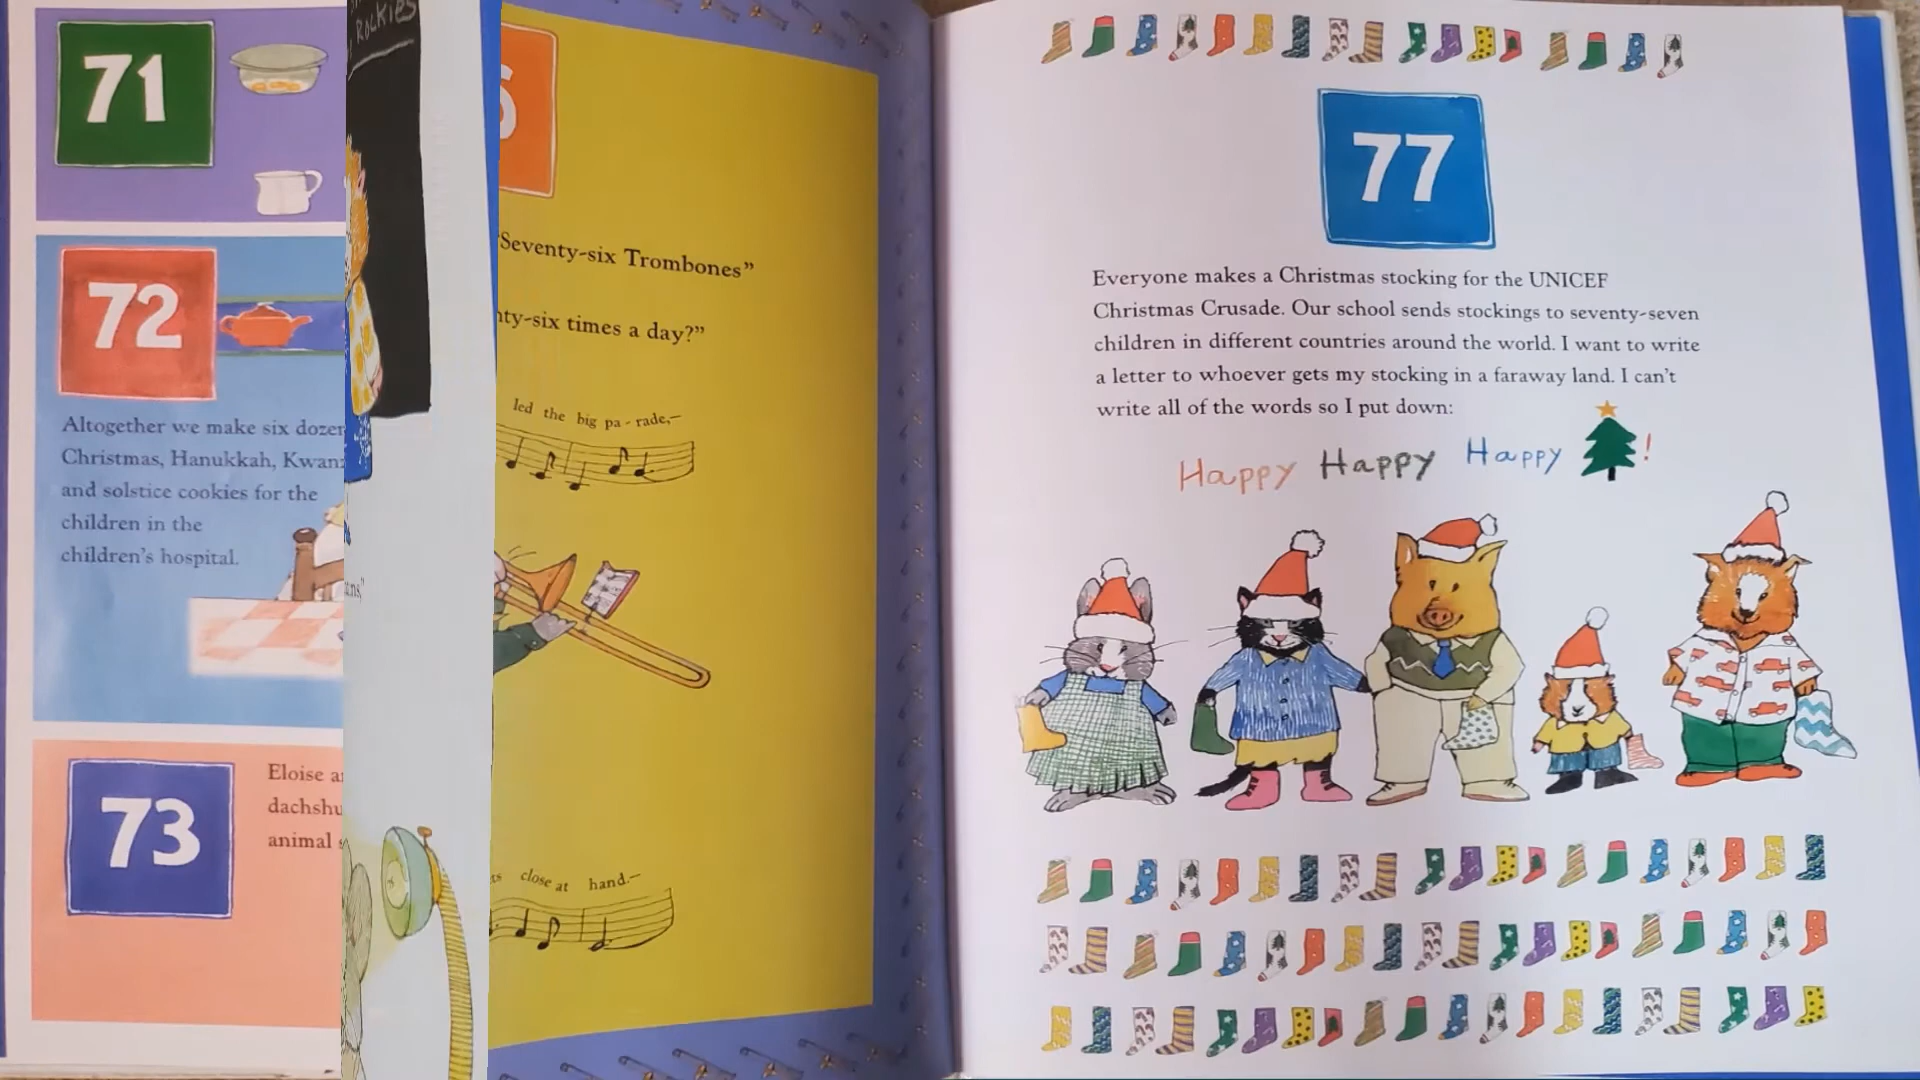 71
72
Altogether we make six dozen
Christmas, Hanukkah,
and solstice cookies for the
children in the
children's hospital.
73
Eloise
animal
ROCKIES
"Seventy-six Trombones"
times a day?"
led the big pa-rade,—
close at hand.—
77
Everyone makes a Christmas stocking for the UNICEF
Christmas Crusade. Our school sends stockings to seventy-seven
children in different countries around the world. I want to write
a letter to whoever gets my stocking in a faraway land. I can't
write all of the words so I put down:
Happy Happy Happy !